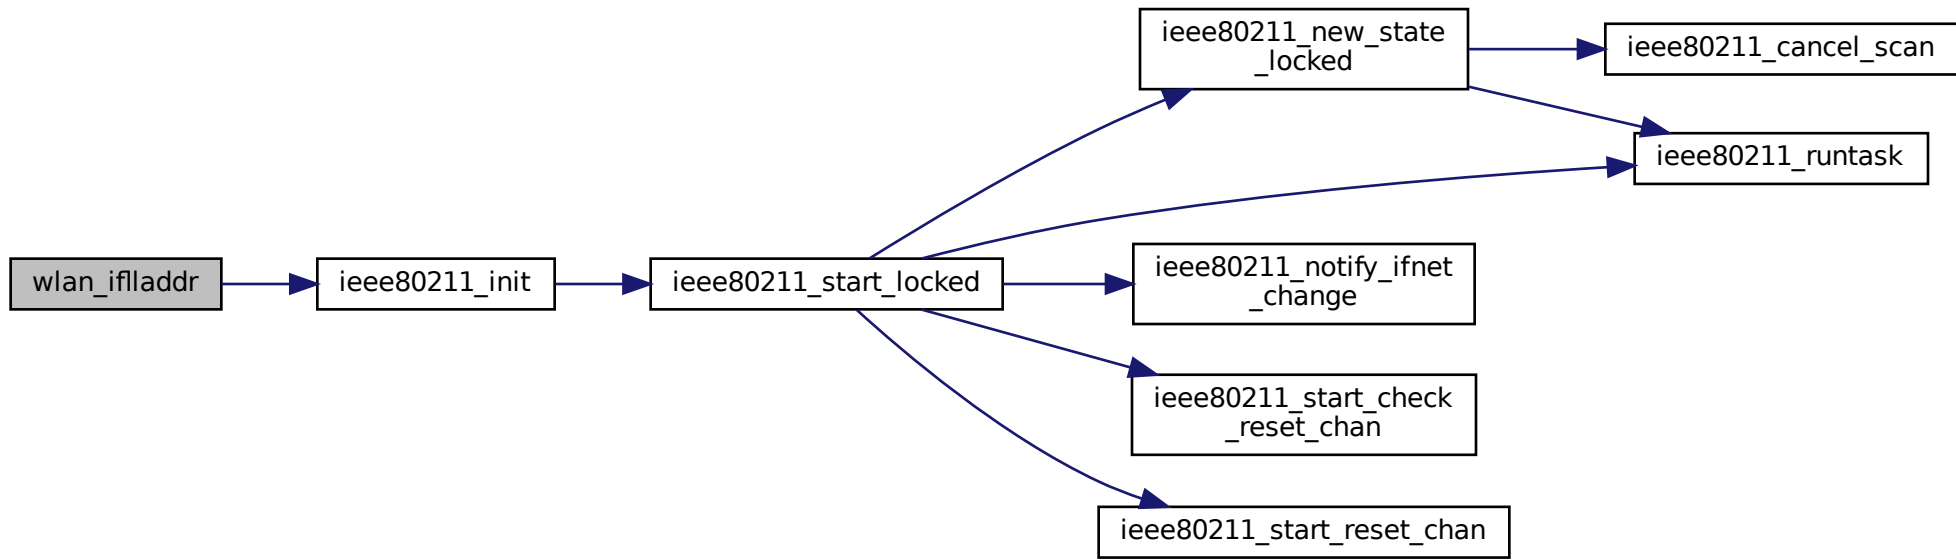 wlan_iflladdr
ieee80211_init
ieee80211_start_locked
ieee80211_new_state
_locked
ieee80211_cancel_scan
ieee80211_runtask
ieee80211_notify_ifnet
_change
ieee80211_start_check
_reset_chan
ieee80211_start_reset_chan